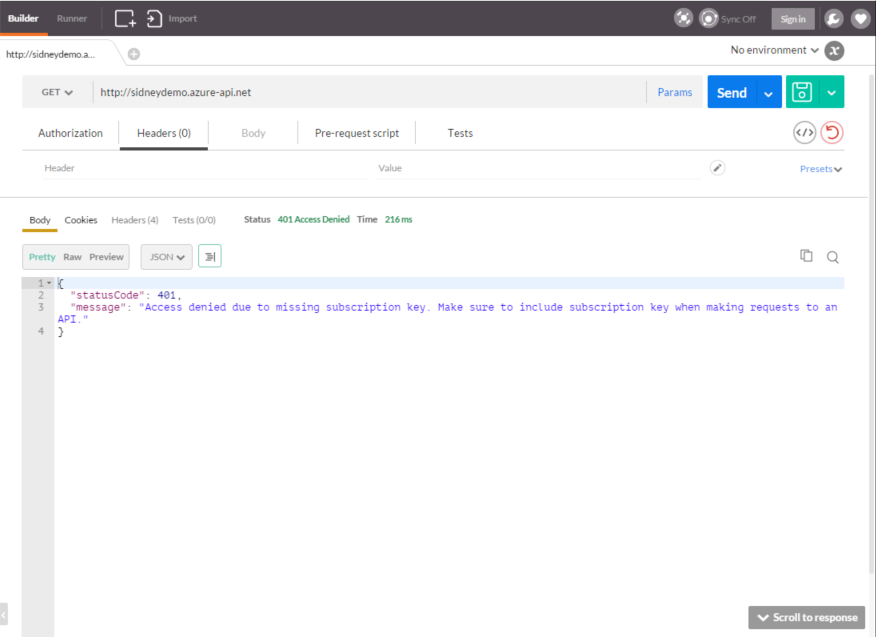 Builder Runner Import Sync Off Sign in
http://sidneydemo.a... No environment
GET http://sidneydemo.azure-api.net Params Send
Authorization Headers (0) Body Pre-request script Tests
Header Value Presets
Body Cookies Headers (4) Tests (0/0) Status 401 Access Denied Time 216 ms
Pretty Raw Preview JSON
1 {
2 "statusCode": 401,
3 "message": "Access denied due to missing subscription key. Make sure to include subscription key when making requests to an
API."
4 }
Scroll to response